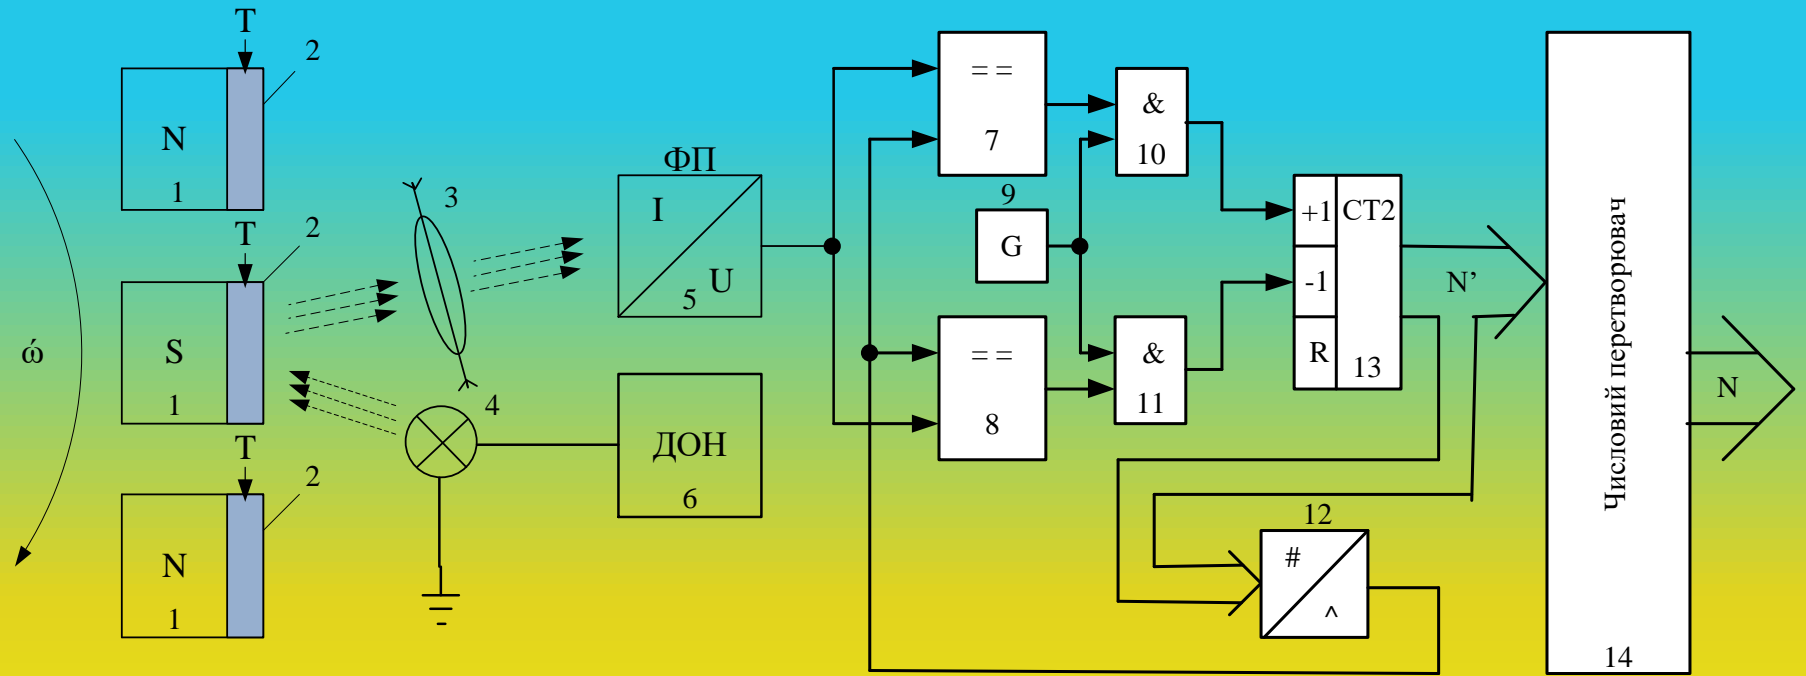 T
2
N
1
T
2
S
1
T
2
N
1
ώ
3
4
ФП
I
U
5
ДОН
6
= =
7
= =
8
9
G
&
10
&
11
+1
CT2
-1
R
13
N’
12
#
^
Числовий перетворювач
14
N